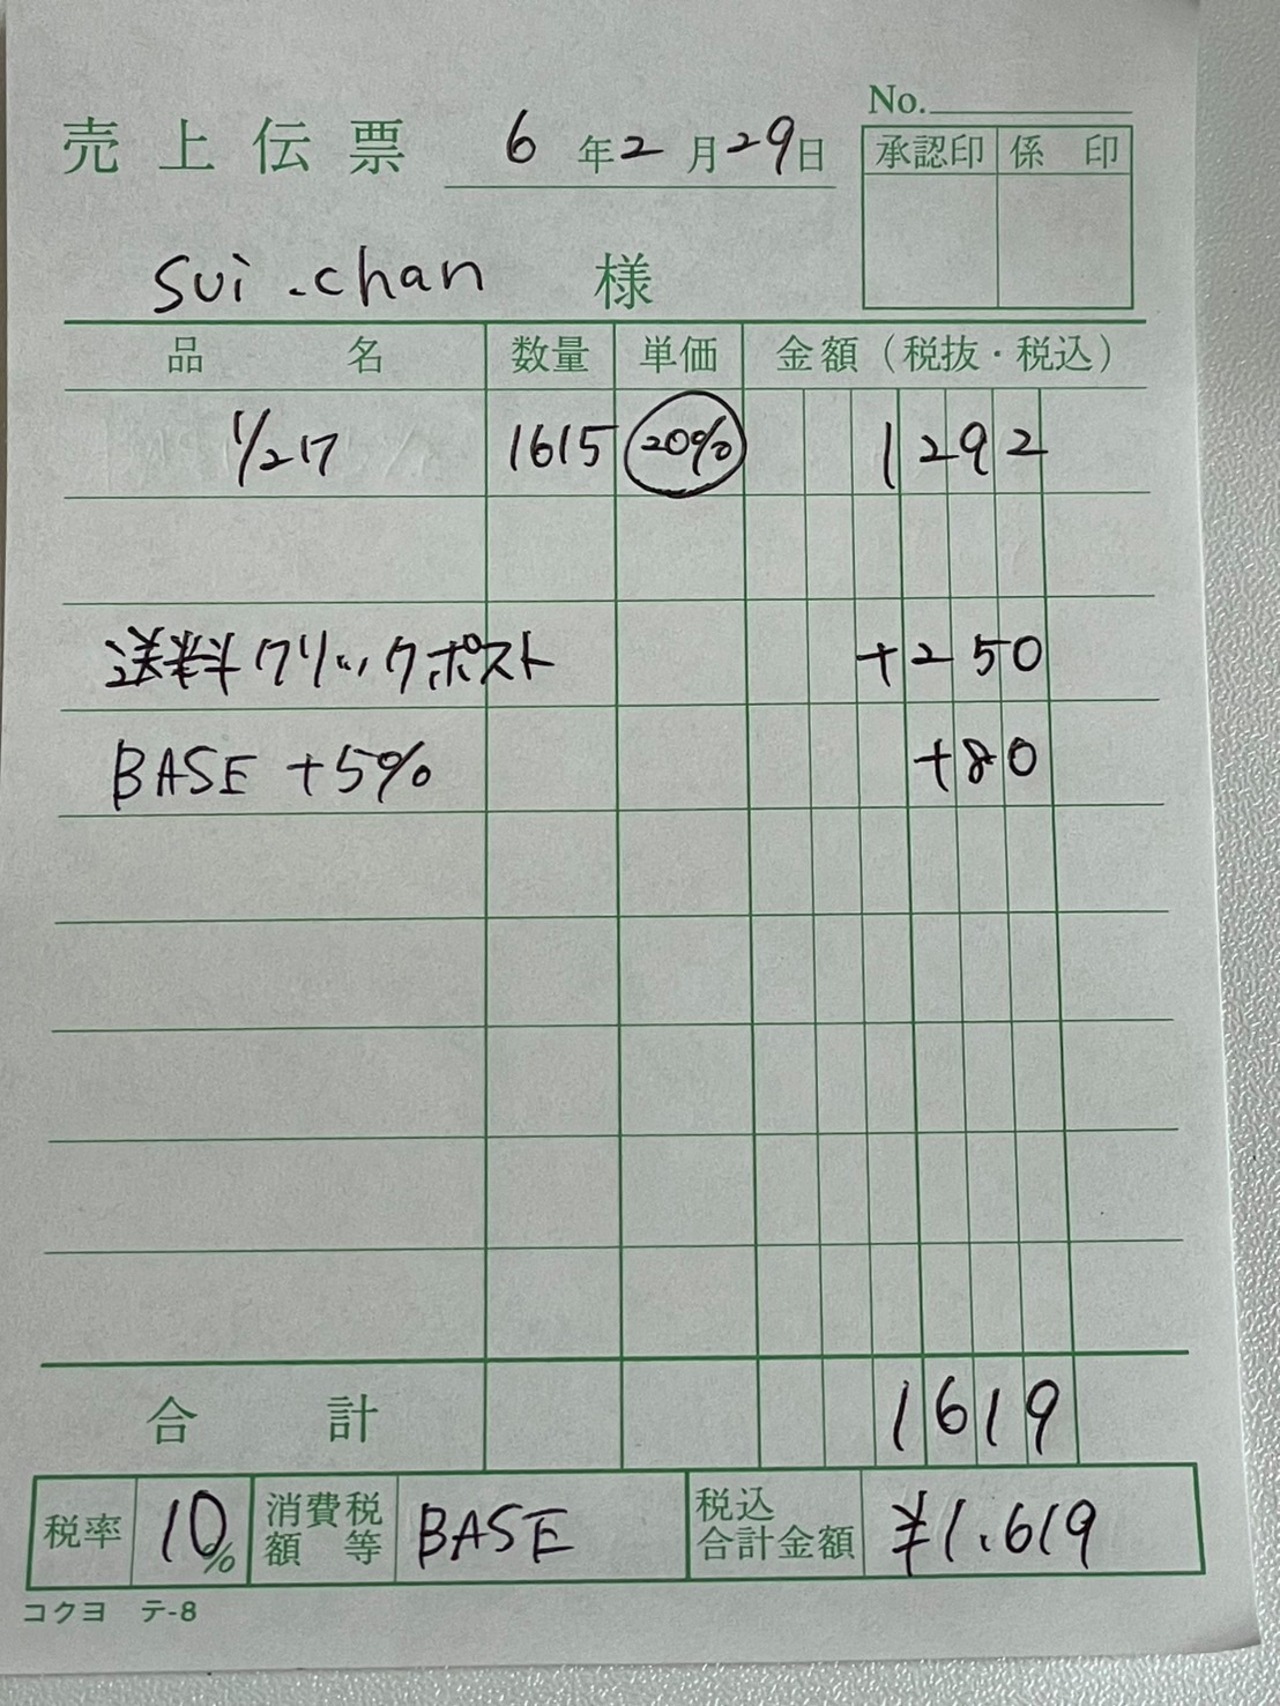 No.
売上伝票 6年2月29日
承認印 係印
sui.chan 様
品名 数量 単価 金額（税抜・税込）
1/217 1615 20% 1292
送料クリックポスト +250
BASE +5% +80
合計 1619
税率 10% 消費税額等 BASE 税込合計金額 ¥1.619
コクヨ テ-8